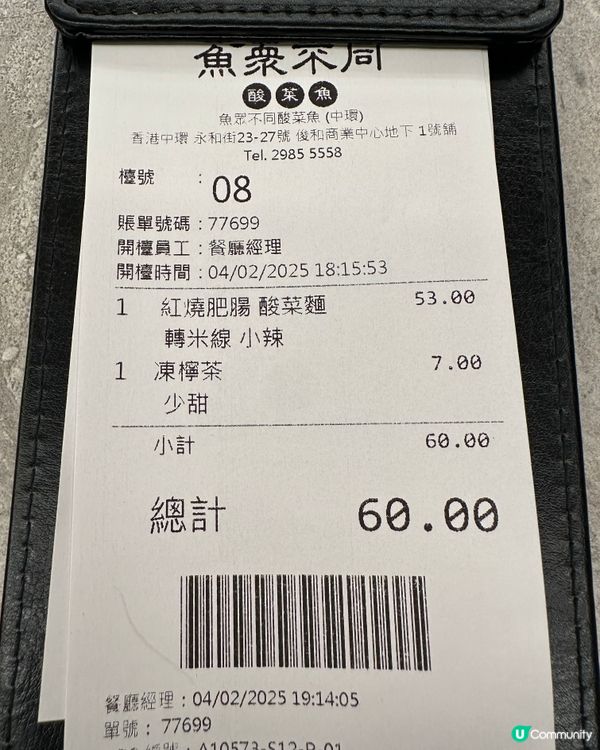 魚衆不同
酸菜魚
魚眾不同酸菜魚 (中環)
香港中環 永和街23-27號 俊和商業中心地下 1號舖
Tel. 2985 5558
檯號 : 08
賬單號碼 : 77699
開檯員工 : 餐廳經理
開檯時間 : 04/02/2025 18:15:53
1 紅燒肥腸 酸菜麵 53.00
轉米線 小辣
1 凍檸茶 7.00
少甜
小計 60.00
總計 60.00
餐廳經理 : 04/02/2025 19:14:05
單號 : 77699
A10573-S12-P-01
U Community